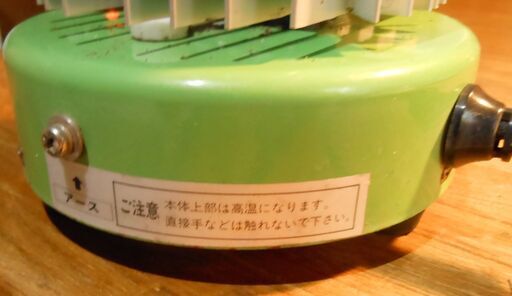 アース
ご注意
本体上部は高温になります。
直接手などは触れないで下さい。